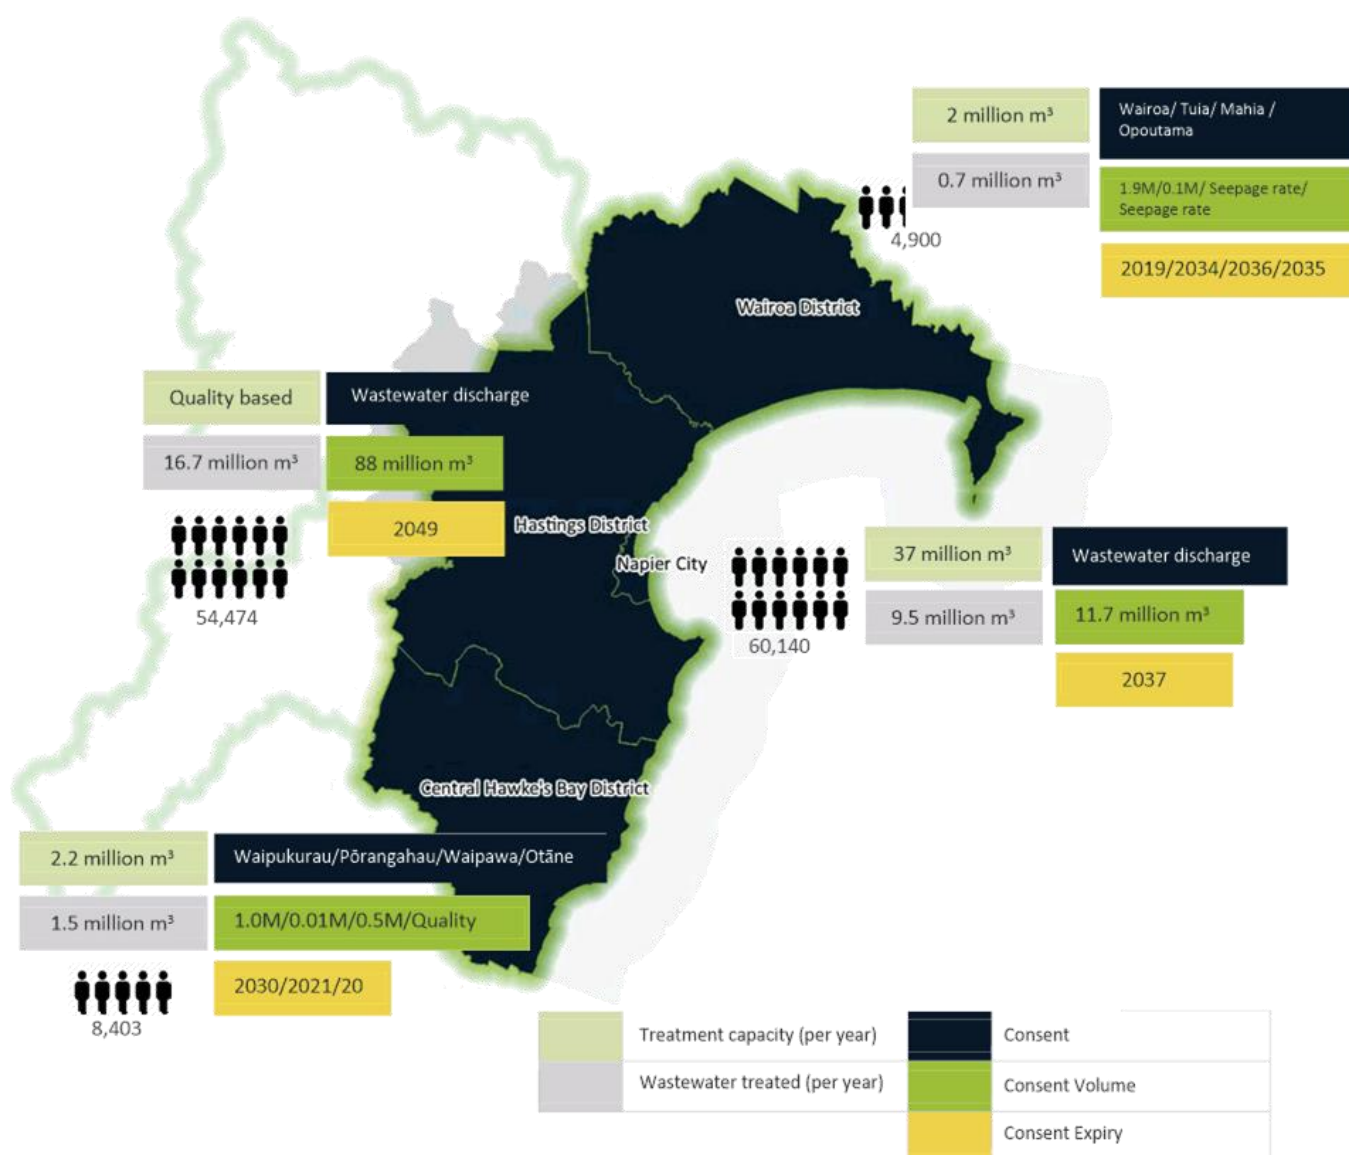 2 million m³
Wairoa/ Tuia/ Mahia /
Opoutama
0.7 million m³
1.9M/0.1M/ Seepage rate/
Seepage rate
4,900
2019/2034/2036/2035
Wairoa District
Quality based
Wastewater discharge
16.7 million m³
88 million m³
2049
54,474
Hastings District
Napier City
37 million m³
Wastewater discharge
9.5 million m³
11.7 million m³
60,140
2037
Central Hawke's Bay District
2.2 million m³
Waipukurau/Pōrangahau/Waipawa/Otāne
1.5 million m³
1.0M/0.01M/0.5M/Quality
2030/2021/20
8,403
Treatment capacity (per year)
Consent
Wastewater treated (per year)
Consent Volume
Consent Expiry